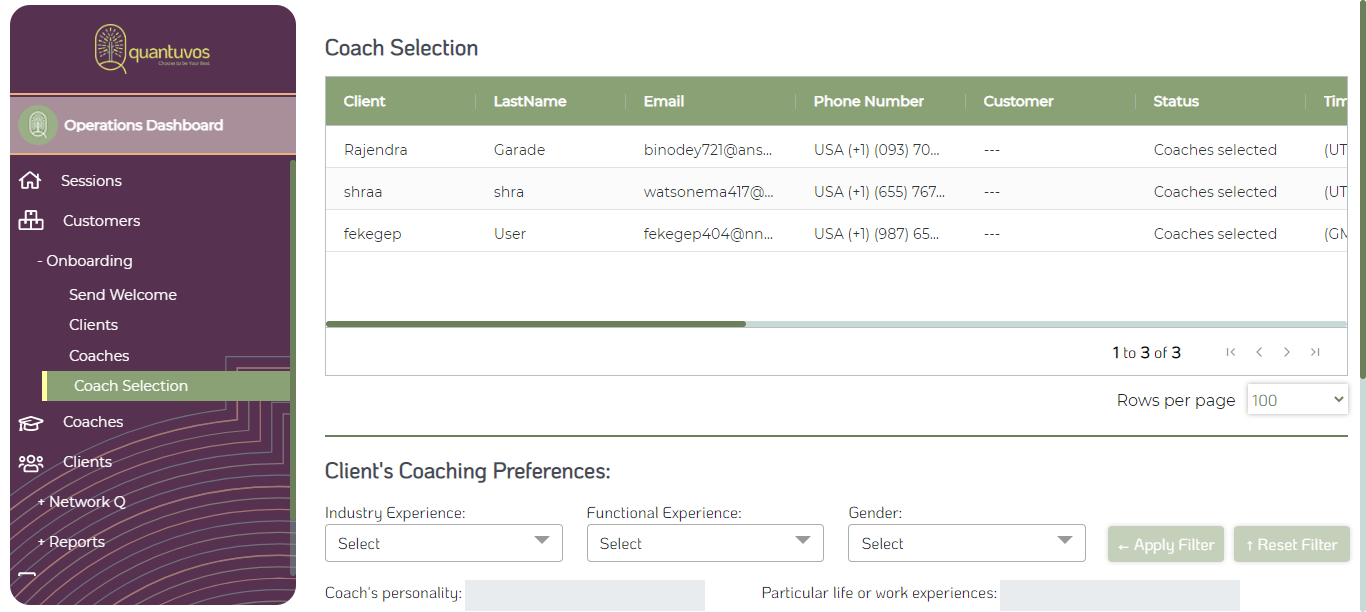 quantuvos
Choose to be Your Best
Operations Dashboard
Sessions
Customers
- Onboarding
Send Welcome
Clients
Coaches
Coach Selection
Coaches
Clients
+ Network Q
+ Reports
Coach Selection
Client LastName Email Phone Number Customer Status Tim
Rajendra Garade binodey721@ans... USA (+1) (093) 70... --- Coaches selected (UT
shraa shra watsonema417@... USA (+1) (655) 767... --- Coaches selected (UT
fekegep User fekegep404@nn... USA (+1) (987) 65... --- Coaches selected (GM
1 to 3 of 3
Rows per page 100
Client's Coaching Preferences:
Industry Experience: Functional Experience: Gender:
Select Select Select ← Apply Filter ↑ Reset Filter
Coach's personality: Particular life or work experiences: